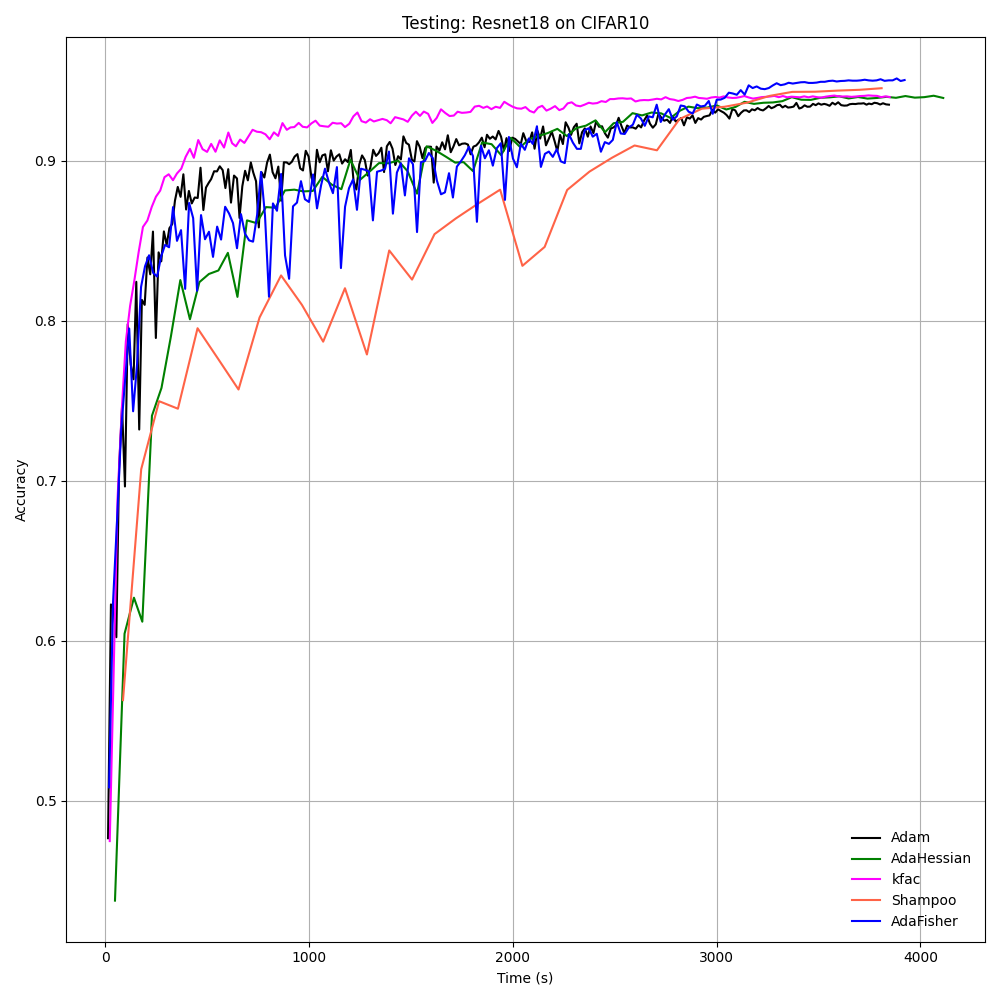 Testing: Resnet18 on CIFAR10
Accuracy
0.9
0.8
0.7
0.6
0.5
0
1000
2000
3000
4000
Time (s)
Adam
AdaHessian
kfac
Shampoo
AdaFisher